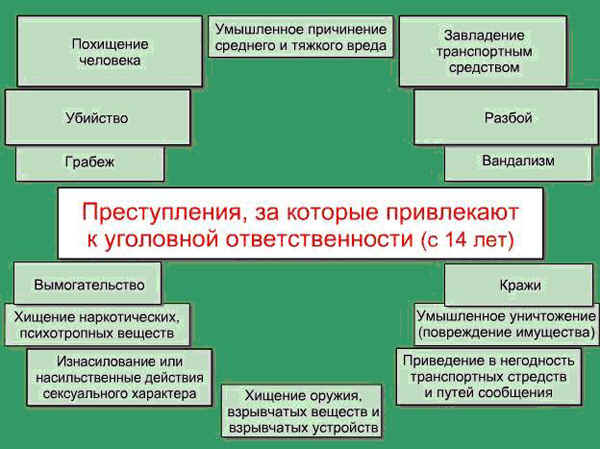 Похищение
человека
Умышленное причинение
среднего и тяжкого вреда
Завладение
транспортным
средством
Убийство
Разбой
Грабеж
Вандализм
Преступления, за которые привлекают
к уголовной ответственности (с 14 лет)
Вымогательство
Кражи
Хищение наркотических,
психотропных веществ
Умышленное уничтожение
(повреждение имущества)
Изнасилование или
насильственные действия
сексуального характера
Приведение в негодность
транспортных стредств
и путей сообщения
Хищение оружия,
взрывчатых веществ и
взрывчатых устройств